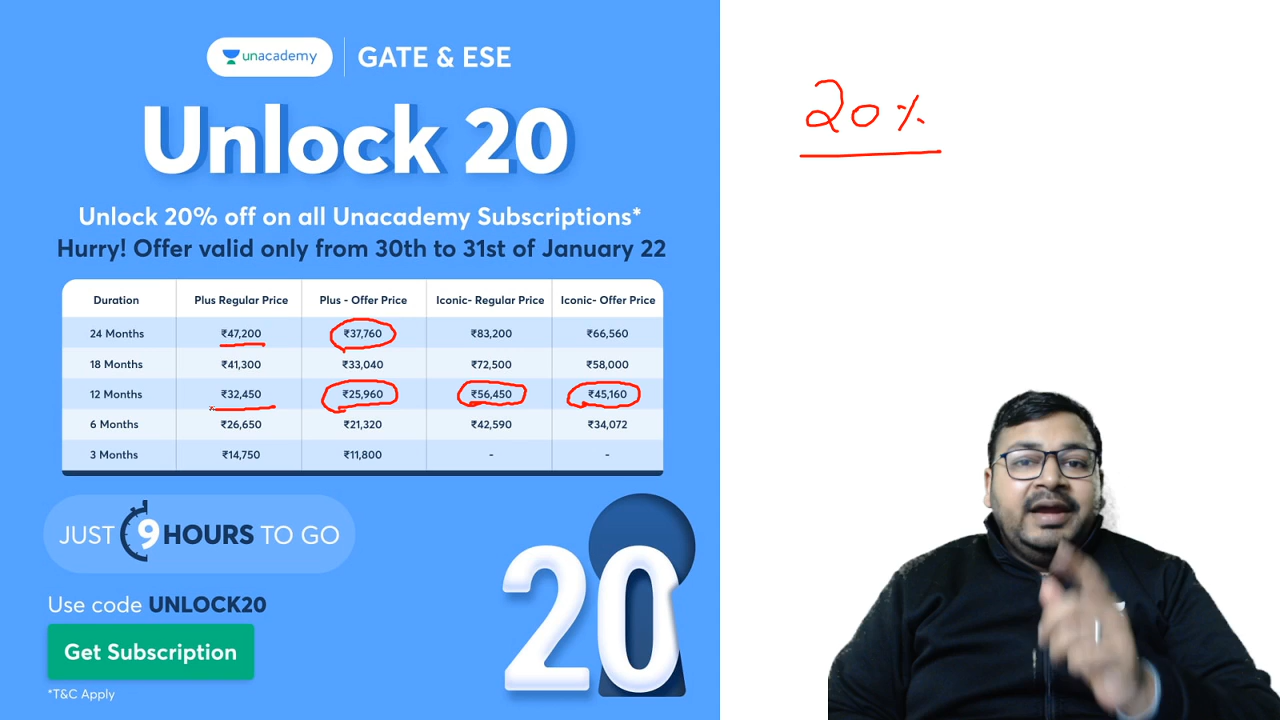 unacademy
GATE & ESE
Unlock 20
Unlock 20% off on all Unacademy Subscriptions*
Hurry! Offer valid only from 30th to 31st of January 22
Duration Plus Regular Price Plus - Offer Price Iconic- Regular Price Iconic- Offer Price
24 Months ₹47,200 ₹37,760 ₹83,200 ₹66,560
18 Months ₹41,300 ₹33,040 ₹72,500 ₹58,000
12 Months ₹32,450 ₹25,960 ₹56,450 ₹45,160
6 Months ₹26,650 ₹21,320 ₹42,590 ₹34,072
3 Months ₹14,750 ₹11,800 - -
JUST 9 HOURS TO GO
Use code UNLOCK20
Get Subscription
*T&C Apply
20
20%